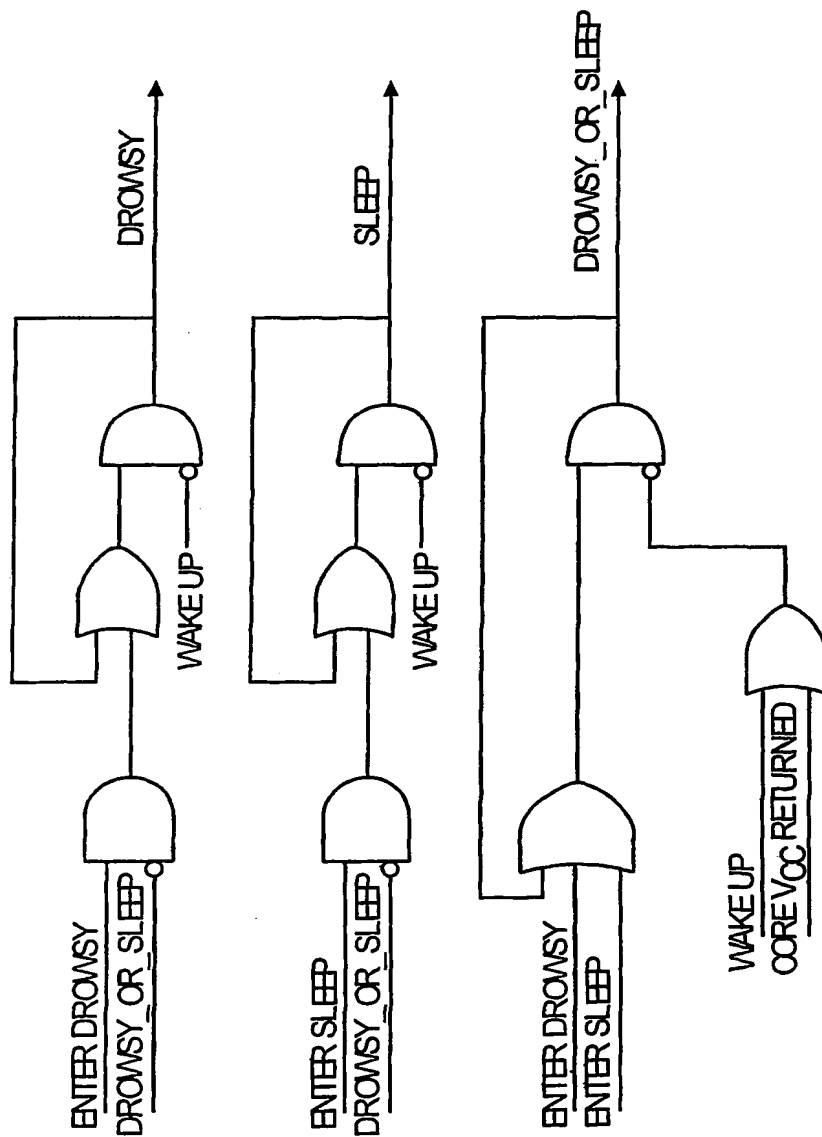 ENTER DROWSY
DROWSY_OR_SLEEP
WAKE UP
DROWSY
ENTER SLEEP
DROWSY_OR_SLEEP
WAKE UP
SLEEP
ENTER DROWSY
ENTER SLEEP
DROWSY_OR_SLEEP
WAKE UP
CORE VCC RETURNED